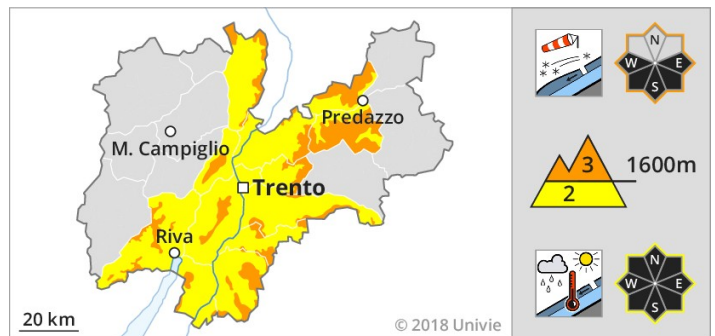 M. Campiglio
Predazzo
Trento
Riva
20 km
© 2018 Univie
N
W E
S
3 1600m
2
N
W E
S